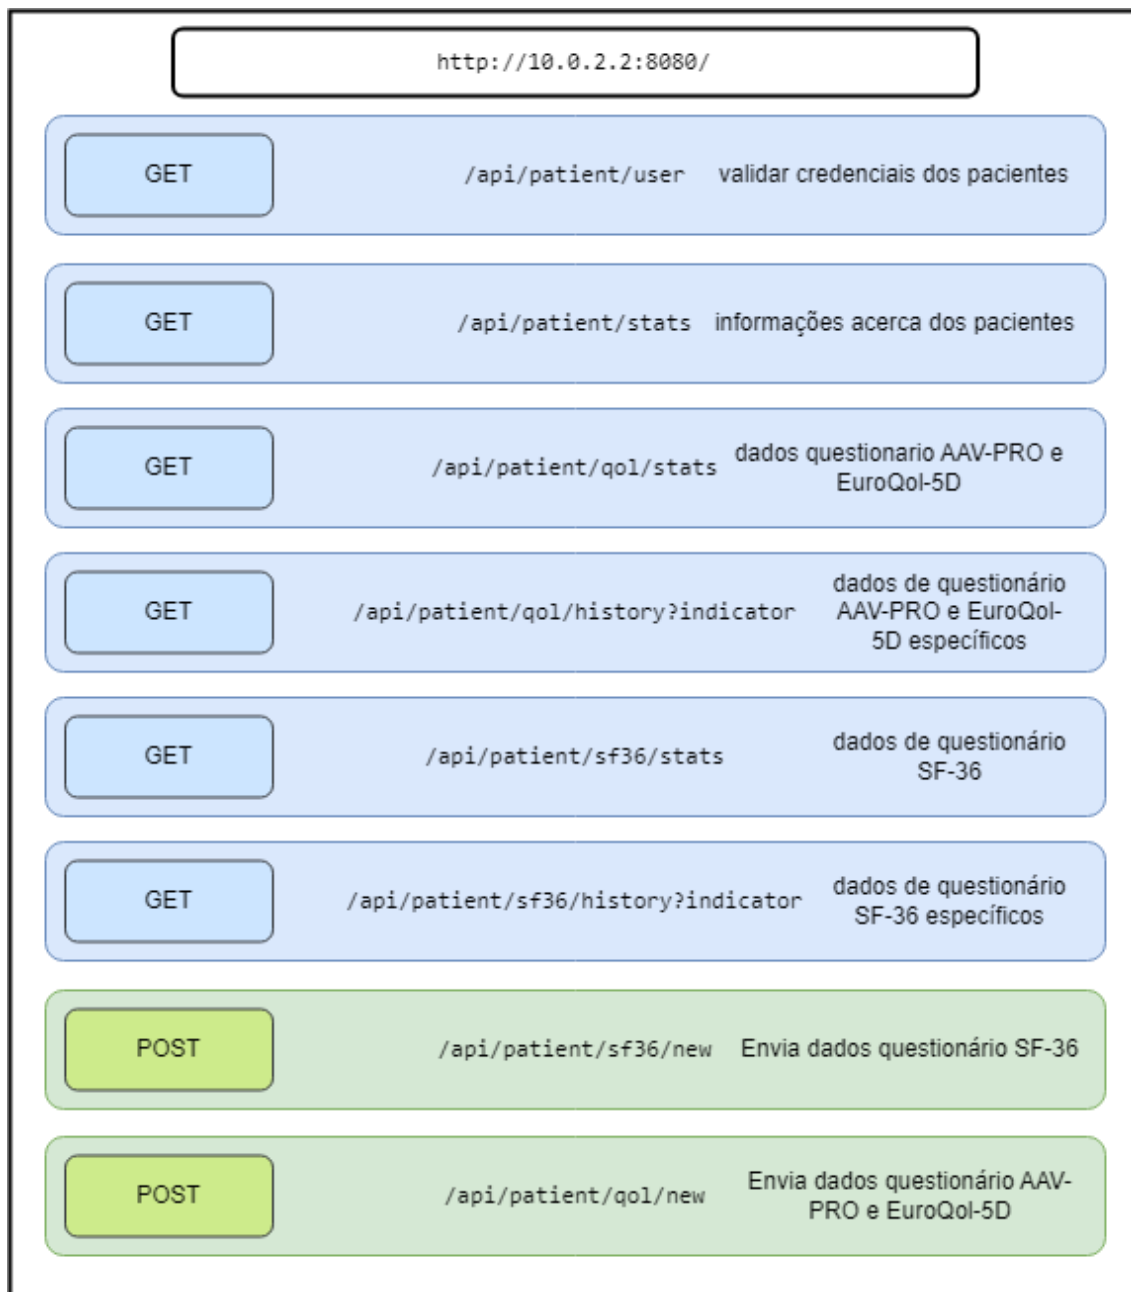 http://10.0.2.2:8080/
GET /api/patient/user validar credenciais dos pacientes
GET /api/patient/stats informações acerca dos pacientes
GET /api/patient/qol/stats dados questionario AAV-PRO e
EuroQol-5D
GET /api/patient/qol/history?indicator dados de questionário
AAV-PRO e EuroQol-
5D específicos
GET /api/patient/sf36/stats dados de questionário
SF-36
GET /api/patient/sf36/history?indicator dados de questionário
SF-36 específicos
POST /api/patient/sf36/new Envia dados questionário SF-36
POST /api/patient/qol/new Envia dados questionário AAV-
PRO e EuroQol-5D